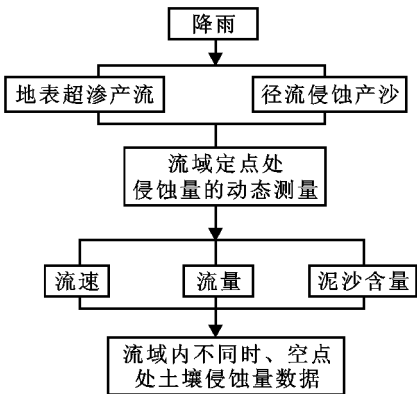 降雨
地表超渗产流
径流侵蚀产沙
流域定点处
侵蚀量的动态测量
流速
流量
泥沙含量
流域内不同时、空点
处土壤侵蚀量数据